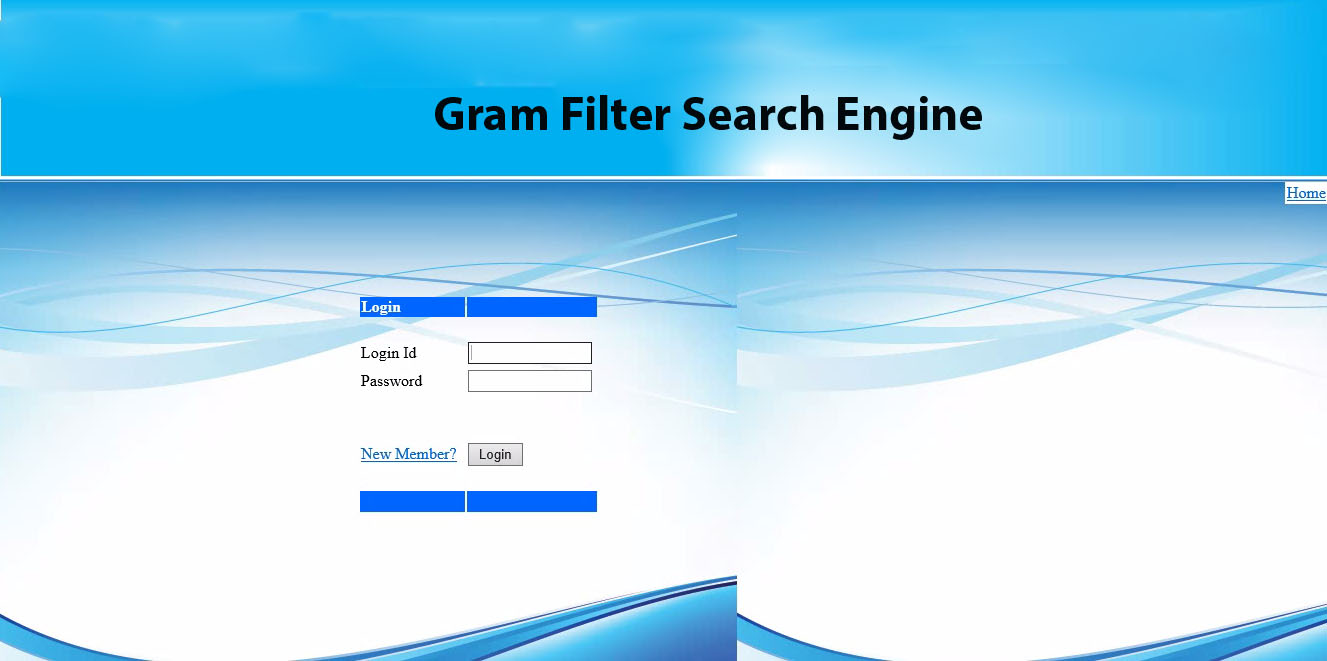 Gram Filter Search Engine
Home
Login
Login Id
Password
New Member? Login